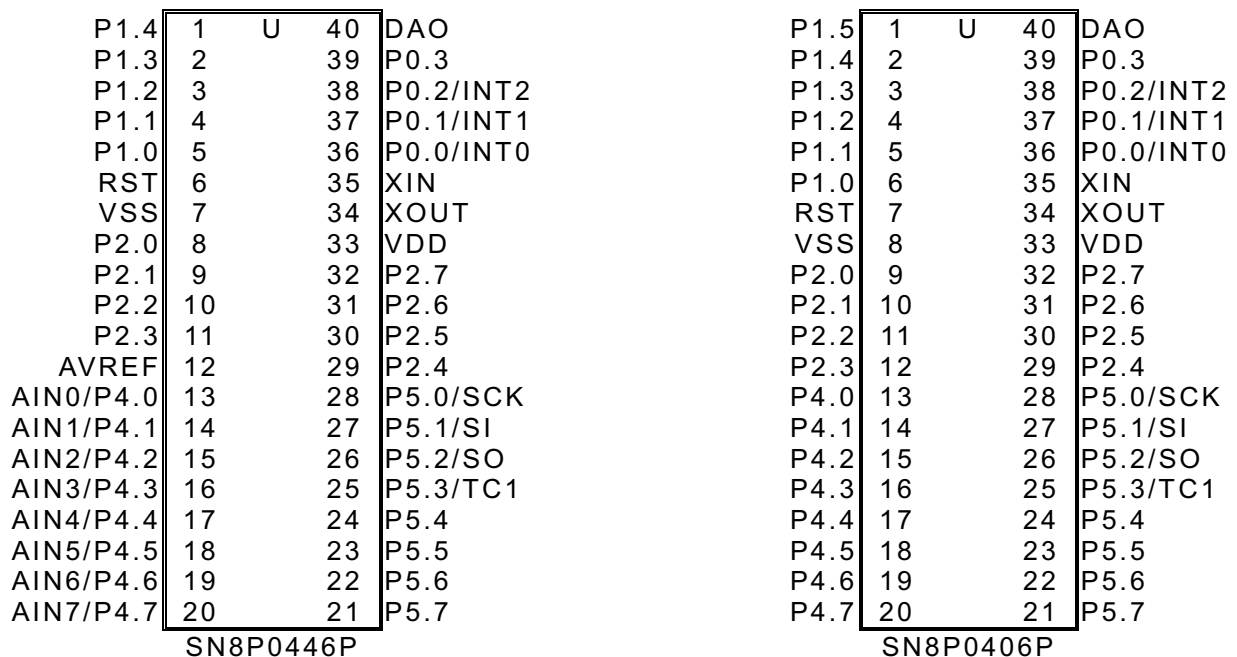 P1.4 1 U 40 DAO
P1.3 2 39 P0.3
P1.2 3 38 P0.2/INT2
P1.1 4 37 P0.1/INT1
P1.0 5 36 P0.0/INT0
RST 6 35 XIN
VSS 7 34 XOUT
P2.0 8 33 VDD
P2.1 9 32 P2.7
P2.2 10 31 P2.6
P2.3 11 30 P2.5
AVREF 12 29 P2.4
AIN0/P4.0 13 28 P5.0/SCK
AIN1/P4.1 14 27 P5.1/SI
AIN2/P4.2 15 26 P5.2/SO
AIN3/P4.3 16 25 P5.3/TC1
AIN4/P4.4 17 24 P5.4
AIN5/P4.5 18 23 P5.5
AIN6/P4.6 19 22 P5.6
AIN7/P4.7 20 21 P5.7
SN8P0446P
P1.5 1 U 40 DAO
P1.4 2 39 P0.3
P1.3 3 38 P0.2/INT2
P1.2 4 37 P0.1/INT1
P1.1 5 36 P0.0/INT0
P1.0 6 35 XIN
RST 7 34 XOUT
VSS 8 33 VDD
P2.0 9 32 P2.7
P2.1 10 31 P2.6
P2.2 11 30 P2.5
P2.3 12 29 P2.4
P4.0 13 28 P5.0/SCK
P4.1 14 27 P5.1/SI
P4.2 15 26 P5.2/SO
P4.3 16 25 P5.3/TC1
P4.4 17 24 P5.4
P4.5 18 23 P5.5
P4.6 19 22 P5.6
P4.7 20 21 P5.7
SN8P0406P